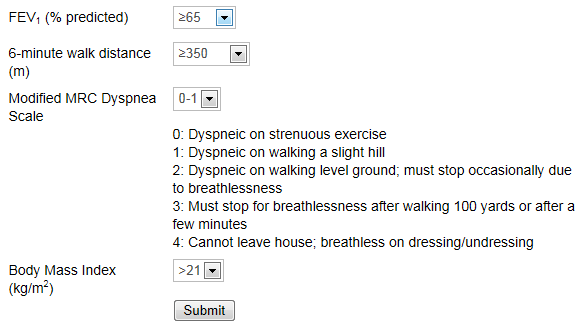 FEV₁ (% predicted) ≥65
6-minute walk distance (m) ≥350
Modified MRC Dyspnea Scale 0-1
0: Dyspneic on strenuous exercise
1: Dyspneic on walking a slight hill
2: Dyspneic on walking level ground; must stop occasionally due
to breathlessness
3: Must stop for breathlessness after walking 100 yards or after a
few minutes
4: Cannot leave house; breathless on dressing/undressing
Body Mass Index (kg/m²) >21
Submit